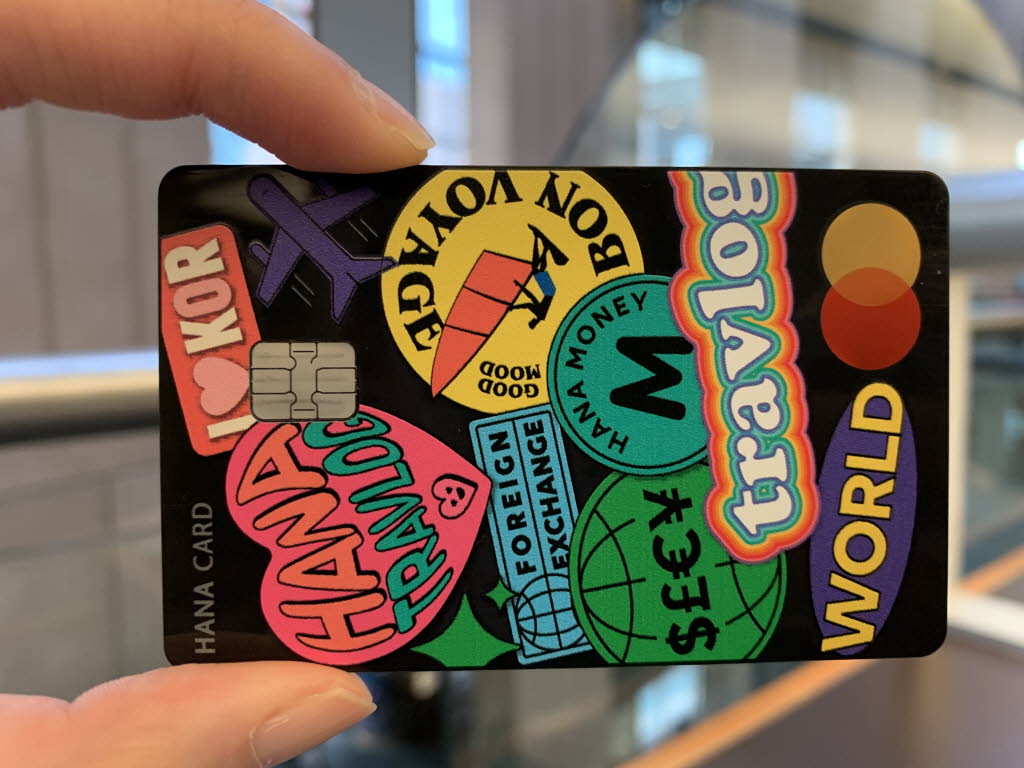 HANA CARD
I ♥ KOR
HANA
TRAVLOG
BON VOYAGE
GOOD
MOOD
FOREIGN
EXCHANGE
HANA MONEY
M
$£€¥
travlog
WORLD